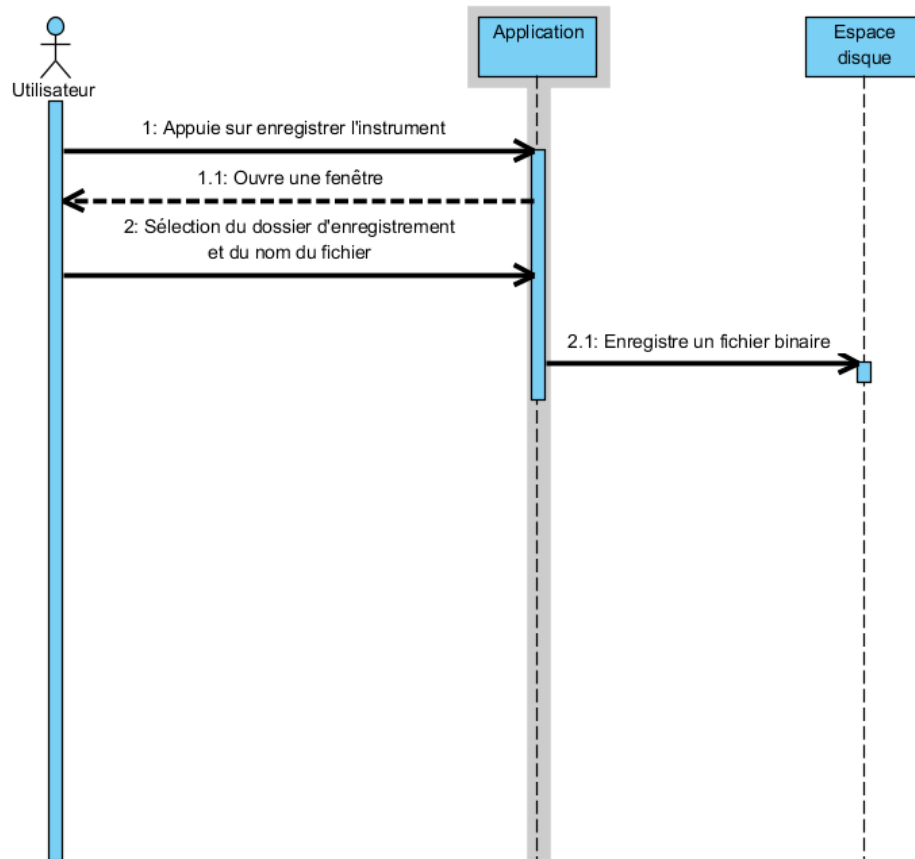 Utilisateur
Application
Espace
disque
1: Appuie sur enregistrer l'instrument
1.1: Ouvre une fenêtre
2: Sélection du dossier d'enregistrement
et du nom du fichier
2.1: Enregistre un fichier binaire